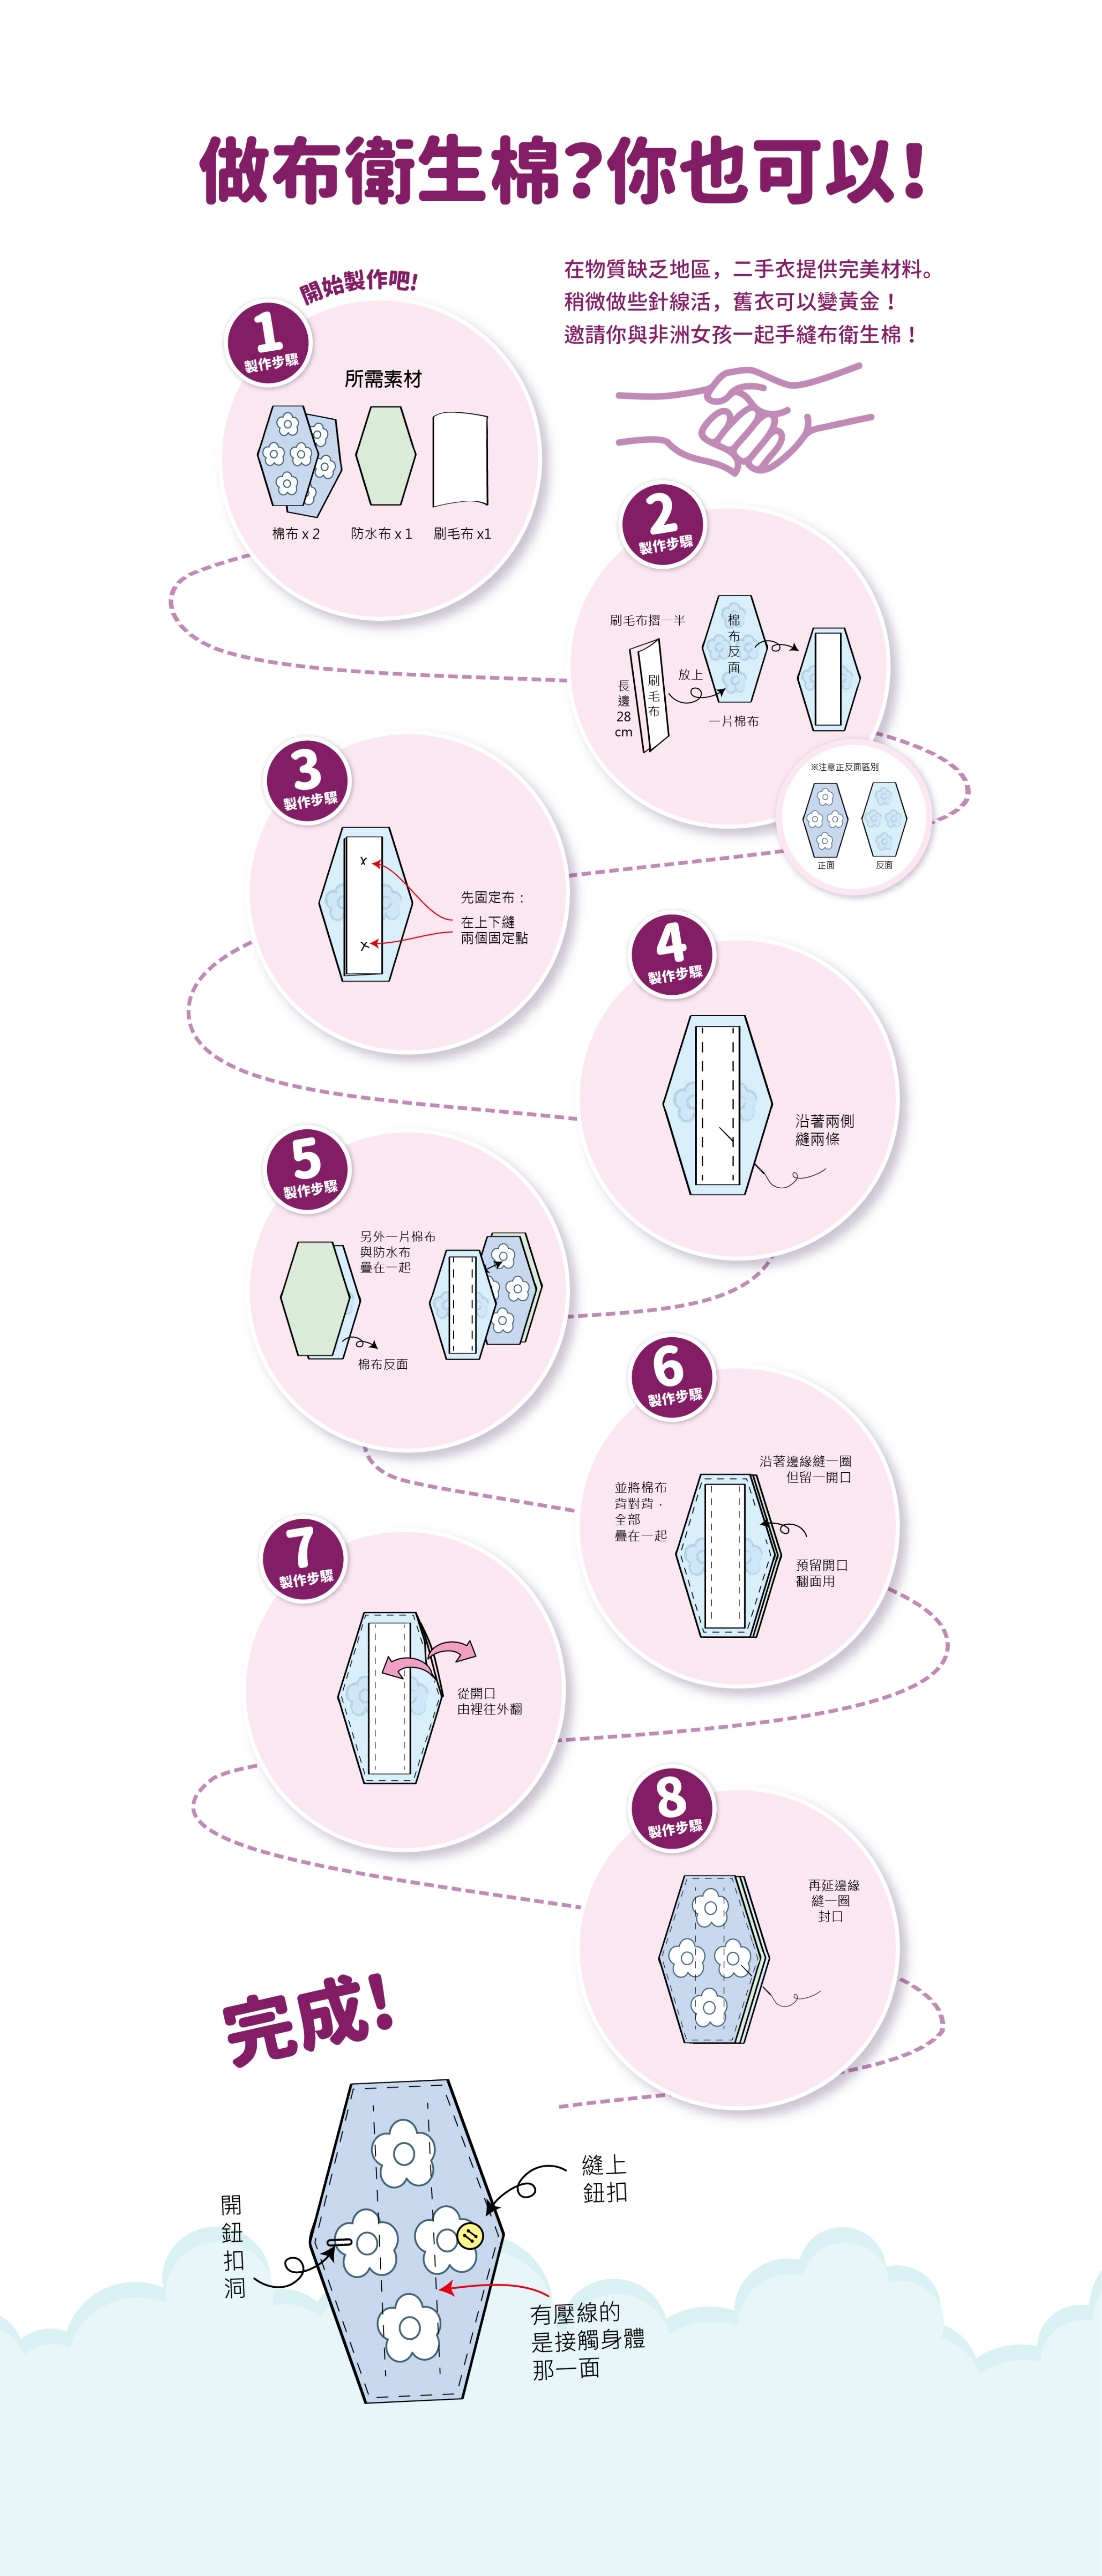 做布衛生棉?你也可以!
在物質缺乏地區，二手衣提供完美材料。
稍微做些針線活，舊衣可以變黃金！
邀請你與非洲女孩一起手縫布衛生棉！
開始製作吧!
1
製作步驟
所需素材
棉布 x 2
防水布 x 1
刷毛布 x1
2
製作步驟
刷毛布摺一半
長邊28cm
刷毛布
放上
棉布反面
一片棉布
※注意正反面區別
正面
反面
3
製作步驟
先固定布：
在上下縫
兩個固定點
4
製作步驟
沿著兩側
縫兩條
5
製作步驟
另外一片棉布
與防水布
疊在一起
棉布反面
6
製作步驟
並將棉布
背對背．
全部
疊在一起
沿著邊緣縫一圈
但留一開口
預留開口
翻面用
7
製作步驟
從開口
由裡往外翻
8
製作步驟
再延邊緣
縫一圈
封口
完成!
縫上
鈕扣
開鈕扣洞
有壓線的
是接觸身體
那一面